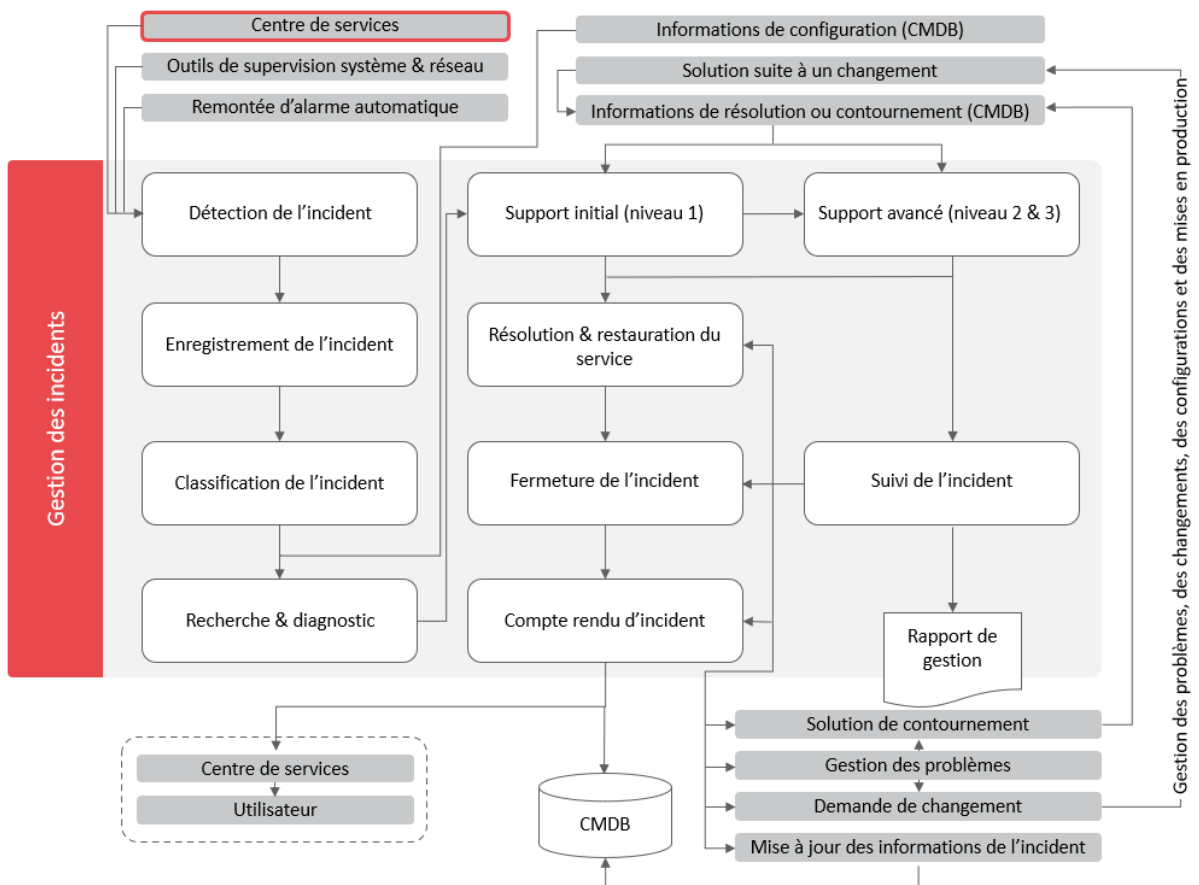 Centre de services
Outils de supervision système & réseau
Remontée d'alarme automatique
Informations de configuration (CMDB)
Solution suite à un changement
Informations de résolution ou contournement (CMDB)
Gestion des incidents
Détection de l'incident
Enregistrement de l'incident
Classification de l'incident
Recherche & diagnostic
Support initial (niveau 1)
Support avancé (niveau 2 & 3)
Résolution & restauration du
service
Fermeture de l'incident
Suivi de l'incident
Compte rendu d'incident
Rapport de
gestion
Centre de services
Utilisateur
CMDB
Solution de contournement
Gestion des problèmes
Demande de changement
Mise à jour des informations de l'incident
Gestion des problèmes, des changements, des configurations et des mises en production